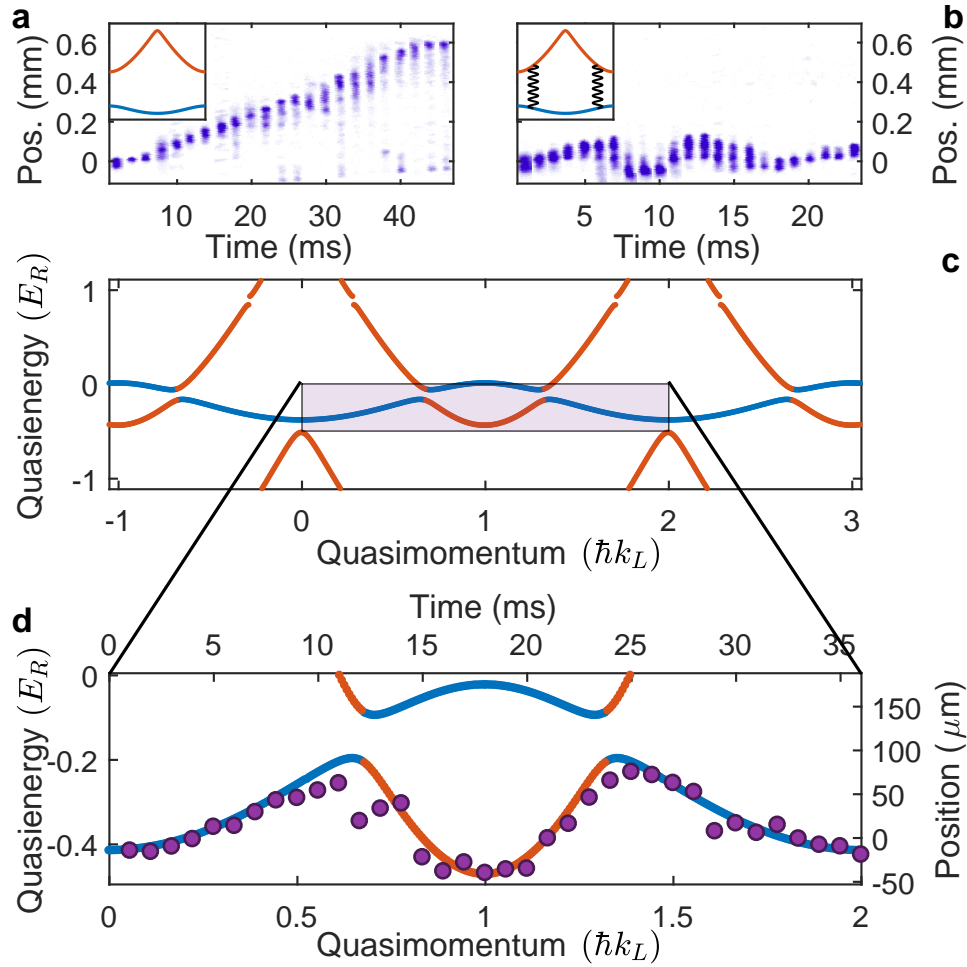 a
b
Pos. (mm)
0.6
0.4
0.2
0
10 20 30 40
Time (ms)
5 10 15 20
Time (ms)
0.6
0.4
0.2
0
Pos. (mm)
c
Quasienergy (E_R)
1
0
-1
-1 0 1 2 3
Quasimomentum (ħk_L)
d
Time (ms)
0 5 10 15 20 25 30 35
Quasienergy (E_R)
0
-0.2
-0.4
150
100
50
0
-50
Position (μm)
0 0.5 1 1.5 2
Quasimomentum (ħk_L)